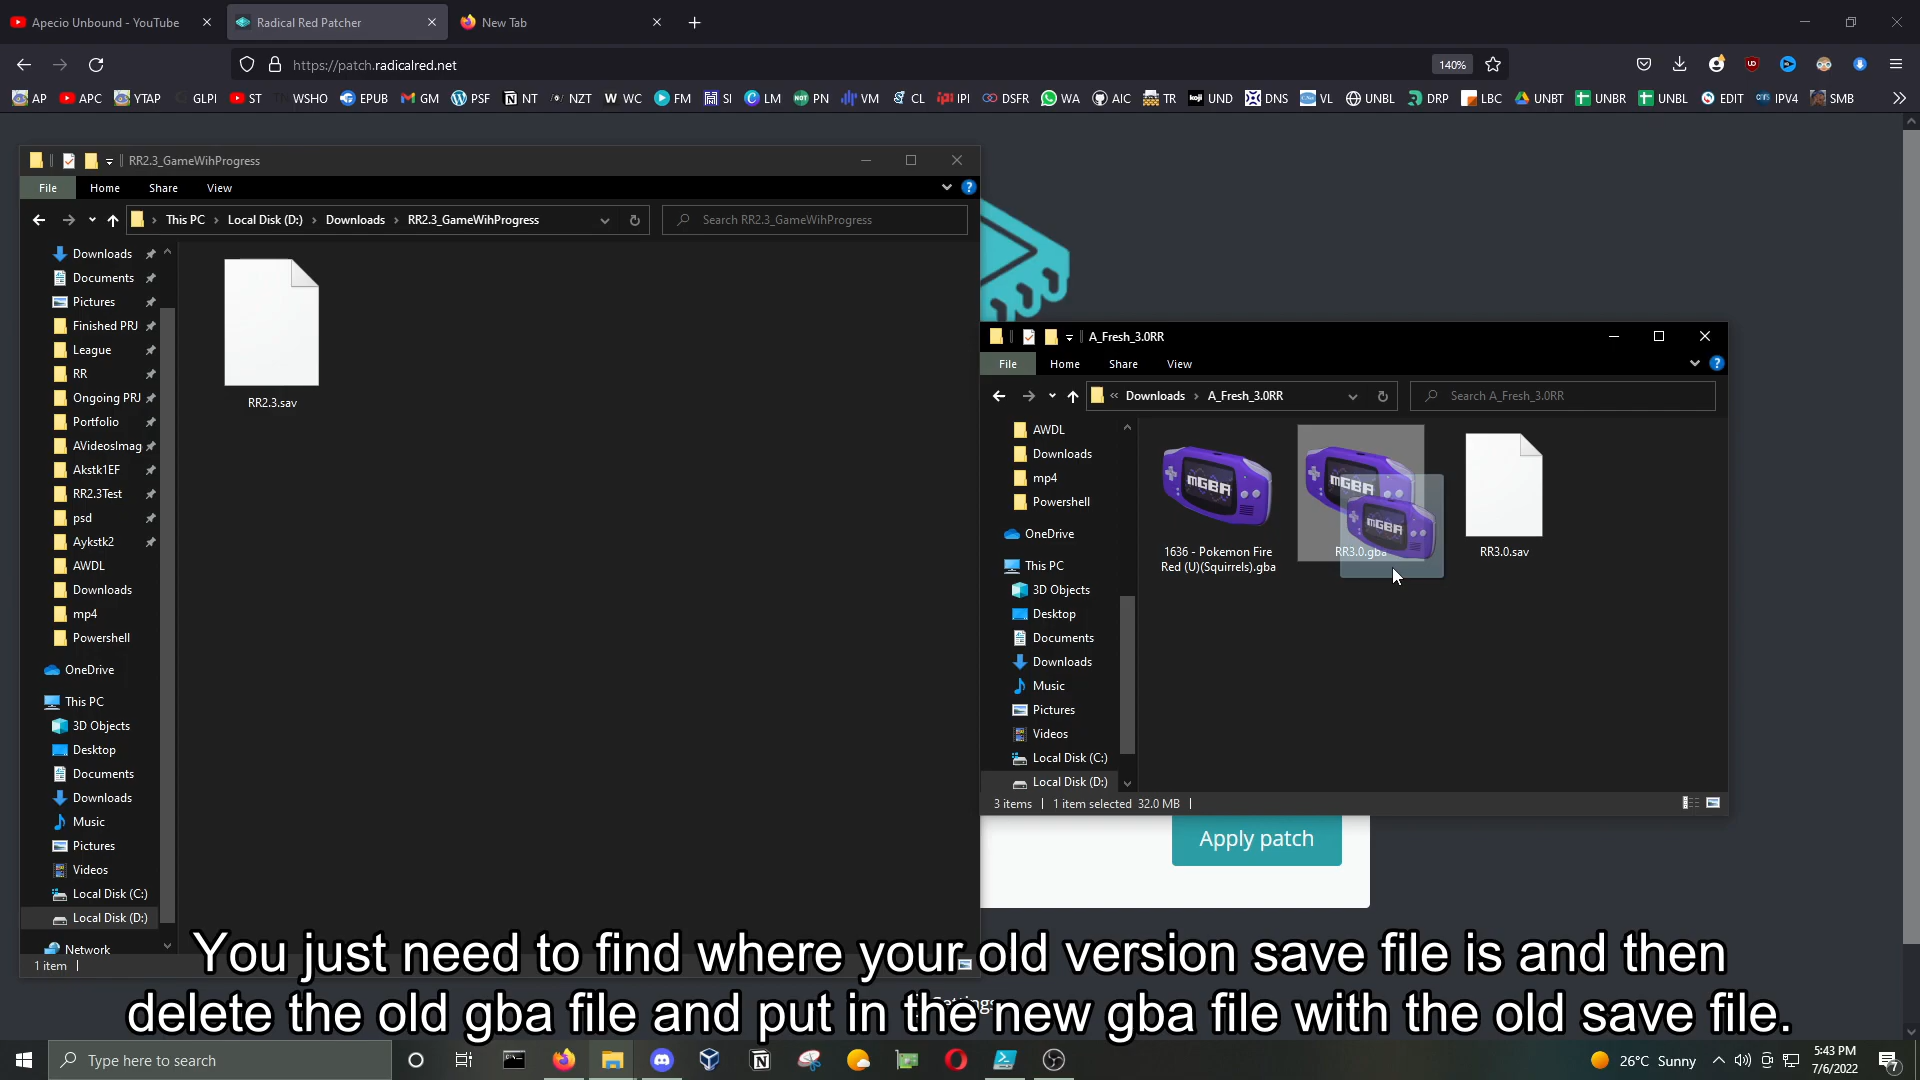 Apecio Unbound - YouTube
Radical Red Patcher
New Tab
https://patch.radicalred.net
140%
AP
APC
YTAP
GLPI
ST
WSHO
EPUB
GM
PSF
NT
NZT
WC
FM
SI
LM
PN
VM
CL
IPI
DSFR
WA
AIC
TR
UND
DNS
VL
UNBL
DRP
LBC
UNBT
UNBR
UNBL
EDIT
IPV4
SMB
RR2.3_GameWihProgress
File
Home
Share
View
This PC
Local Disk (D:)
Downloads
RR2.3_GameWihProgress
Search RR2.3_GameWihProgress
Downloads
Documents
Pictures
Finished PRJ
League
RR
Ongoing PRJ
Portfolio
AVideosImag
Akstk1EF
RR2.3Test
psd
Aykstk2
AWDL
Downloads
mp4
Powershell
OneDrive
This PC
3D Objects
Desktop
Documents
Downloads
Music
Pictures
Videos
Local Disk (C:)
Local Disk (D:)
Network
1 item
RR2.3.sav
A_Fresh_3.0RR
File
Home
Share
View
Downloads
A_Fresh_3.0RR
Search A_Fresh_3.0RR
AWDL
Downloads
mp4
Powershell
OneDrive
This PC
3D Objects
Desktop
Documents
Downloads
Music
Pictures
Videos
Local Disk (C:)
Local Disk (D:)
mGBA
mGBA
mGBA
1636 - Pokemon Fire
Red (U)(Squirrels).gba
RR3.0.gba
RR3.0.sav
3 items
1 item selected 32.0 MB
Apply patch
You just need to find where your old version save file is and then
delete the old gba file and put in the new gba file with the old save file.
Type here to search
26°C Sunny
5:43 PM
7/6/2022
7